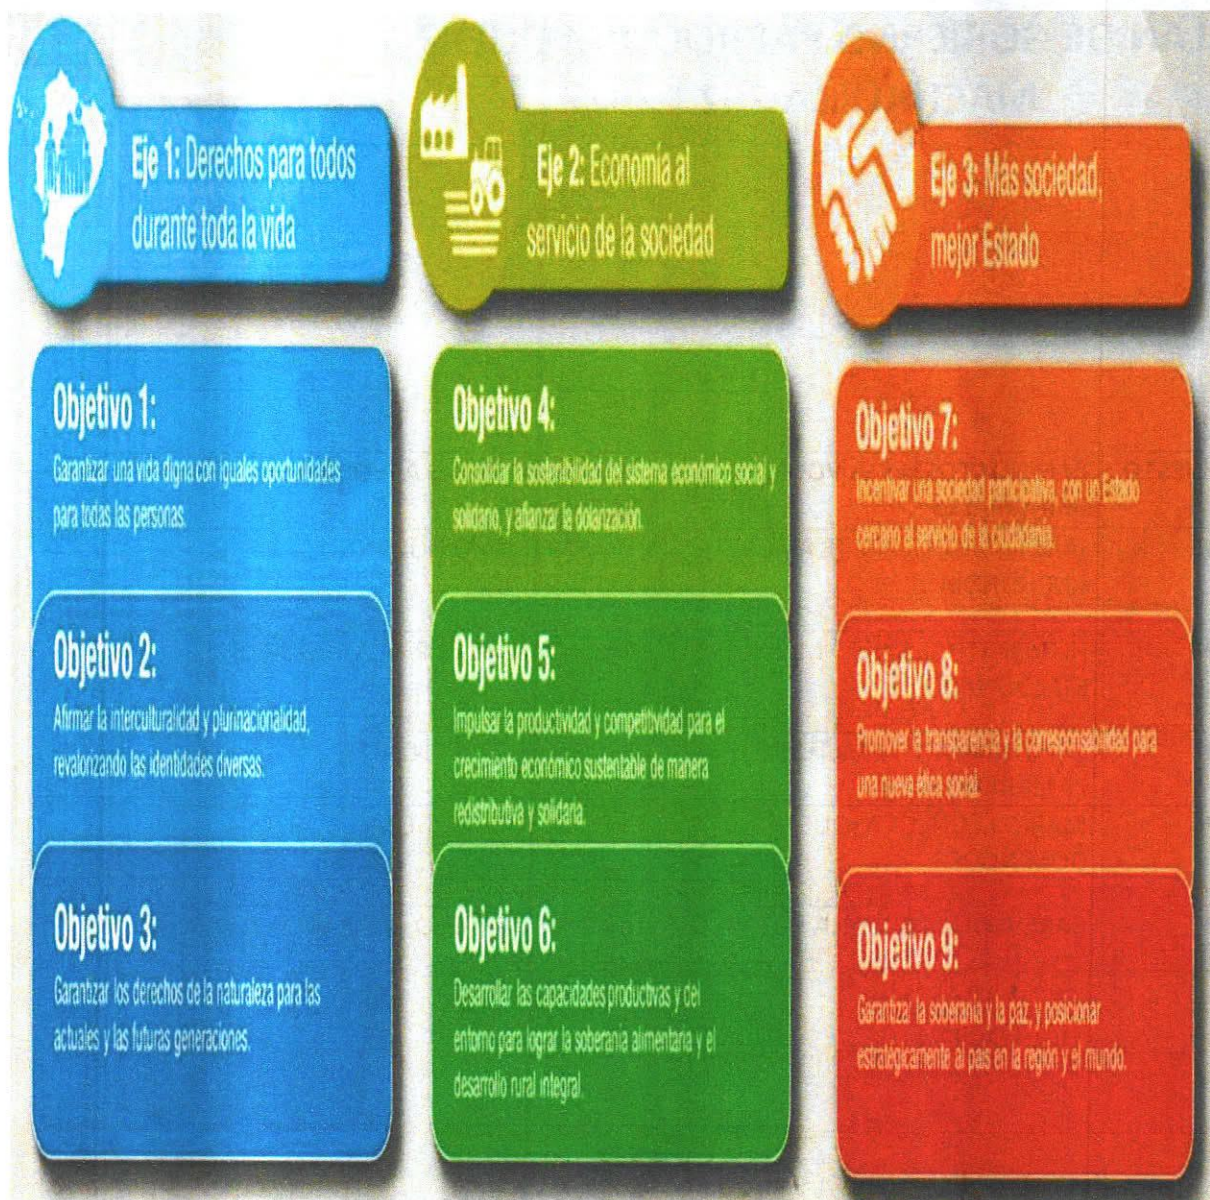 Eje 1: Derechos para todos
durante toda la vida
Objetivo 1:
Garantizar una vida digna con iguales oportunidades
para todas las personas.
Objetivo 2:
Afirmar la interculturalidad y plurinacionalidad,
revalorizando las identidades diversas.
Objetivo 3:
Garantizar los derechos de la naturaleza para las
actuales y las futuras generaciones.
Eje 2: Economía al
servicio de la sociedad
Objetivo 4:
Consolidar la sostenibilidad del sistema económico social y
solidario, y afianzar la dolarización.
Objetivo 5:
Impulsar la productividad y competitividad para el
crecimiento económico sustentable de manera
redistributiva y solidaria.
Objetivo 6:
Desarrollar las capacidades productivas y del
entorno para lograr la soberanía alimentaria y el
desarrollo rural integral.
Eje 3: Más sociedad,
mejor Estado
Objetivo 7:
Incentivar una sociedad participativa, con un Estado
cercano al servicio de la ciudadanía.
Objetivo 8:
Promover la transparencia y la corresponsabilidad para
una nueva ética social.
Objetivo 9:
Garantizar la soberanía y la paz, y posicionar
estratégicamente al país en la región y el mundo.